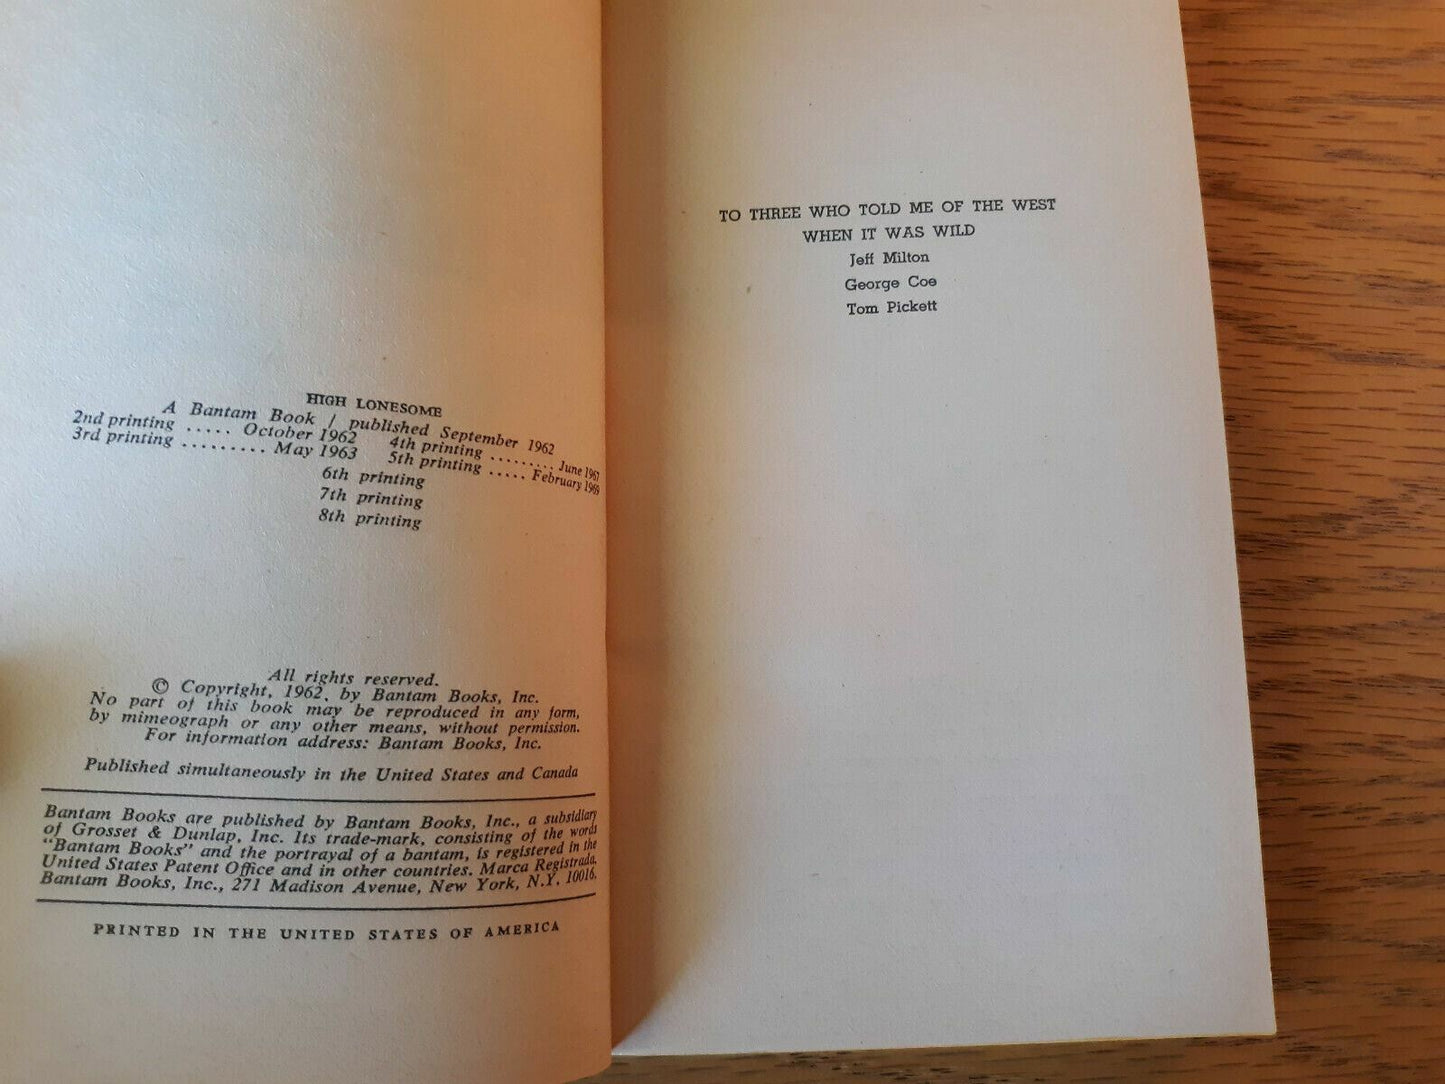 HIGH LONESOME
A Bantam Book / published September 1962
2nd printing ..... October 1962 4th printing ......... June 1967
3rd printing ......... May 1963 5th printing ..... February 1969
6th printing
7th printing
8th printing
All rights reserved.
© Copyright, 1962, by Bantam Books, Inc.
No part of this book may be reproduced in any form,
by mimeograph or any other means, without permission.
For information address: Bantam Books, Inc.
Published simultaneously in the United States and Canada
Bantam Books are published by Bantam Books, Inc., a subsidiary
of Grosset & Dunlap, Inc. Its trade-mark, consisting of the words
"Bantam Books" and the portrayal of a bantam, is registered in the
United States Patent Office and in other countries. Marca Registrada.
Bantam Books, Inc., 271 Madison Avenue, New York, N.Y. 10016.
PRINTED IN THE UNITED STATES OF AMERICA
TO THREE WHO TOLD ME OF THE WEST
WHEN IT WAS WILD
Jeff Milton
George Coe
Tom Pickett